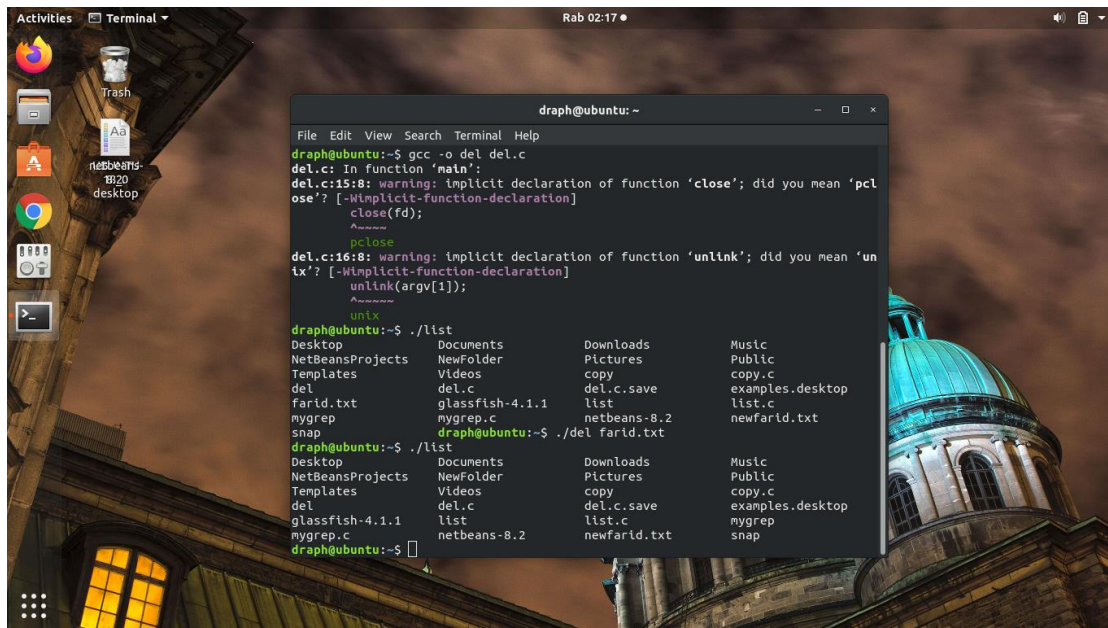 Activities Terminal Rab 02:17
Trash
desktop
draph@ubuntu: ~
File Edit View Search Terminal Help
draph@ubuntu:~$ gcc -o del del.c
del.c: In function ‘main’:
del.c:15:8: warning: implicit declaration of function ‘close’; did you mean ‘pcl
ose’? [-Wimplicit-function-declaration]
close(fd);
^~~~~
pclose
del.c:16:8: warning: implicit declaration of function ‘unlink’; did you mean ‘un
ix’? [-Wimplicit-function-declaration]
unlink(argv[1]);
^~~~~~
unix
draph@ubuntu:~$ ./list
Desktop Documents Downloads Music
NetBeansProjects NewFolder Pictures Public
Templates Videos copy copy.c
del del.c del.c.save examples.desktop
farid.txt glassfish-4.1.1 list list.c
mygrep mygrep.c netbeans-8.2 newfarid.txt
snap draph@ubuntu:~$ ./del farid.txt
draph@ubuntu:~$ ./list
Desktop Documents Downloads Music
NetBeansProjects NewFolder Pictures Public
Templates Videos copy copy.c
del del.c del.c.save examples.desktop
glassfish-4.1.1 list list.c mygrep
mygrep.c netbeans-8.2 newfarid.txt snap
draph@ubuntu:~$